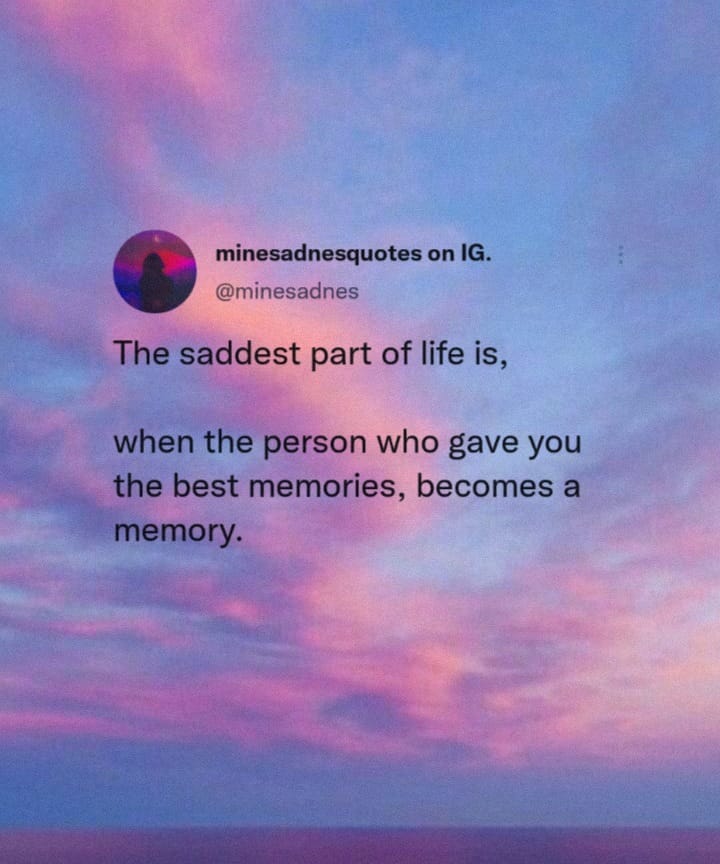 minesadnesquotes on IG.
@minesadnes
The saddest part of life is,
when the person who gave you
the best memories, becomes a
memory.